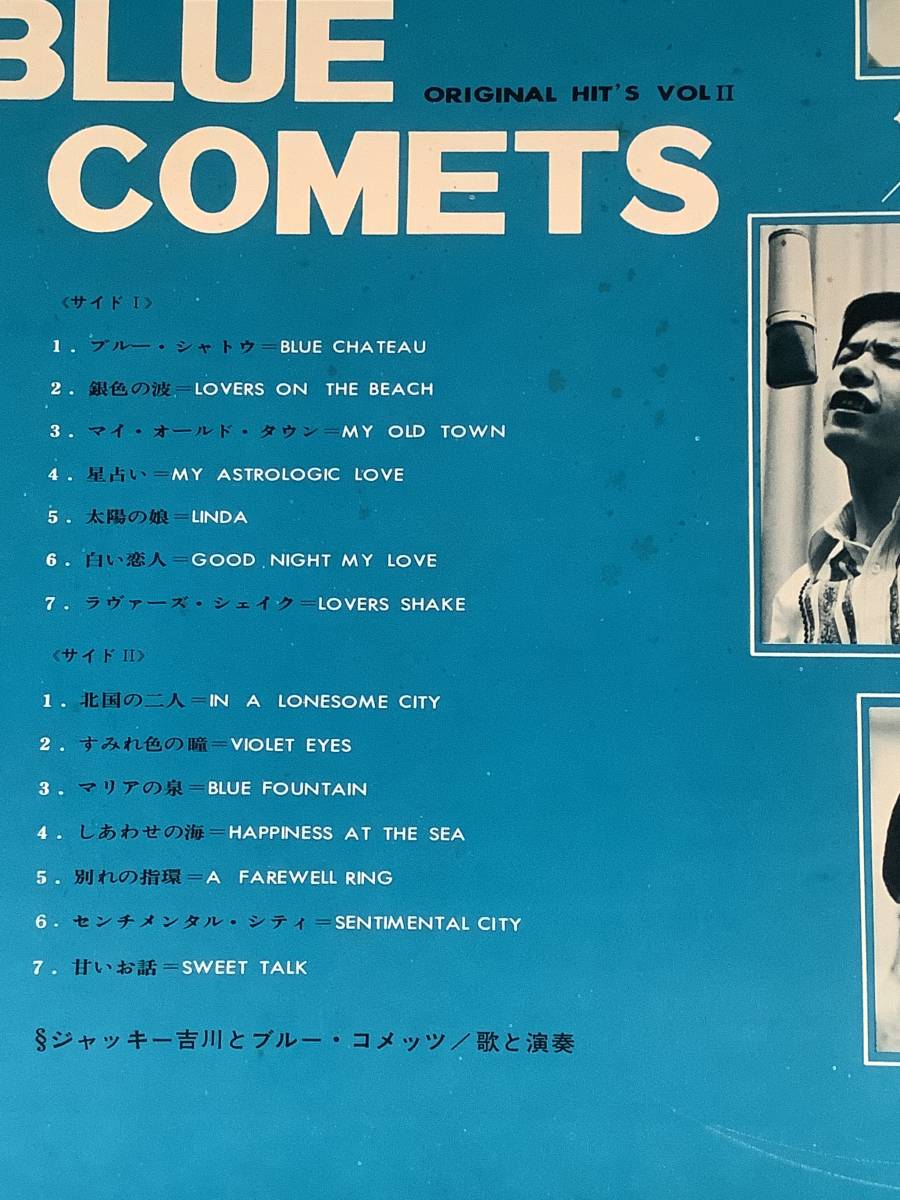 BLUE
ORIGINAL HIT'S VOL II
COMETS
《サイド I》
1. ブルー・シャトウ=BLUE CHATEAU
2. 銀色の波=LOVERS ON THE BEACH
3. マイ・オールド・タウン=MY OLD TOWN
4. 星占い=MY ASTROLOGIC LOVE
5. 太陽の娘=LINDA
6. 白い恋人=GOOD NIGHT MY LOVE
7. ラヴァーズ・シェイク=LOVERS SHAKE
《サイド II》
1. 北国の二人=IN A LONESOME CITY
2. すみれ色の瞳=VIOLET EYES
3. マリアの泉=BLUE FOUNTAIN
4. しあわせの海=HAPPINESS AT THE SEA
5. 別れの指環=A FAREWELL RING
6. センチメンタル・シティ=SENTIMENTAL CITY
7. 甘いお話=SWEET TALK
§ジャッキー吉川とブルー・コメッツ/歌と演奏